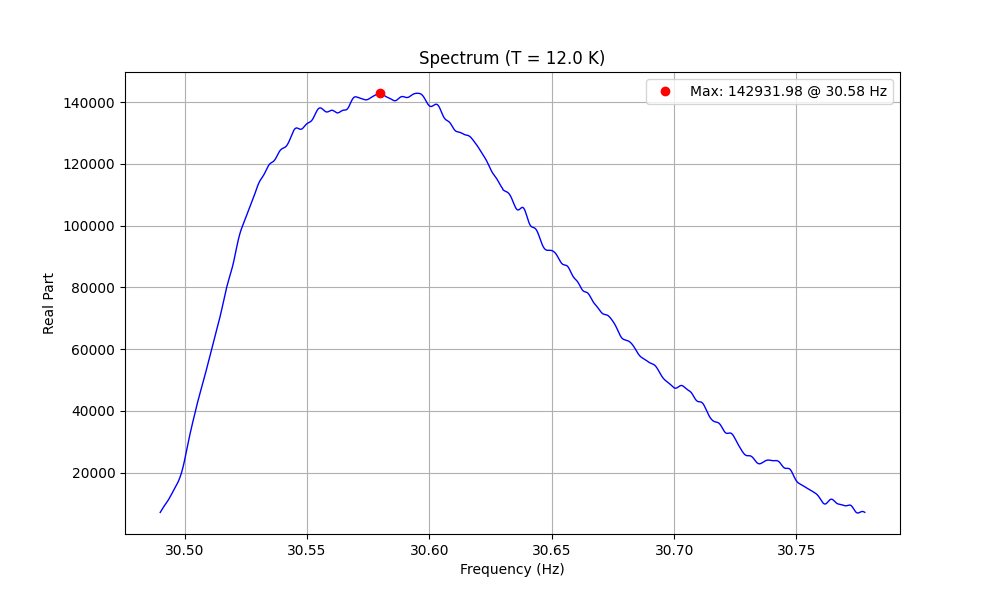 Spectrum (T = 12.0 K)
Max: 142931.98 @ 30.58 Hz
Real Part
140000
120000
100000
80000
60000
40000
20000
30.50 30.55 30.60 30.65 30.70 30.75
Frequency (Hz)